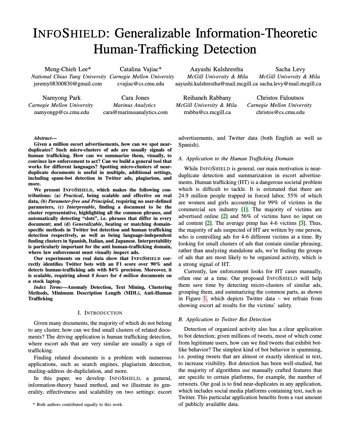 INFOSHIELD: Generalizable Information-Theoretic
Human-Trafficking Detection
Meng-Chieh Lee*
National Chiao Tung University
jeremy08300830@gmail.com
Catalina Vajiac*
Carnegie Mellon University
cvajiac@cs.cmu.edu
Aayushi Kulshrestha
McGill University & Mila
aayushi.kulshrestha@mail.mcgill.ca
Sacha Levy
McGill University & Mila
sacha.levy@mail.mcgill.ca
Namyong Park
Carnegie Mellon University
namyongp@cs.cmu.edu
Cara Jones
Marinus Analytics
cara@marinusanalytics.com
Reihaneh Rabbany
McGill University & Mila
rrabba@cs.mcgill.ca
Christos Faloutsos
Carnegie Mellon University
christos@cs.cmu.edu
Abstract—
Given a million escort advertisements, how can we spot near-
duplicates? Such micro-clusters of ads are usually signals of
human trafficking. How can we summarize them, visually, to
convince law enforcement to act? Can we build a general tool that
works for different languages? Spotting micro-clusters of near-
duplicate documents is useful in multiple, additional settings,
including spam-bot detection in Twitter ads, plagiarism, and
more.
We present INFOSHIELD, which makes the following con-
tributions: (a) Practical, being scalable and effective on real
data, (b) Parameter-free and Principled, requiring no user-defined
parameters, (c) Interpretable, finding a document to be the
cluster representative, highlighting all the common phrases, and
automatically detecting "slots", i.e. phrases that differ in every
document; and (d) Generalizable, beating or matching domain-
specific methods in Twitter bot detection and human trafficking
detection respectively, as well as being language-independent
finding clusters in Spanish, Italian, and Japanese. Interpretability
is particularly important for the anti human-trafficking domain,
where law enforcement must visually inspect ads.
Our experiments on real data show that INFOSHIELD cor-
rectly identifies Twitter bots with an F1 score over 90% and
detects human-trafficking ads with 84% precision. Moreover, it is
scalable, requiring about 8 hours for 4 million documents on
a stock laptop.
Index Terms—Anomaly Detection, Text Mining, Clustering
Methods, Minimum Description Length (MDL), Anti-Human
Trafficking
I. INTRODUCTION
Given many documents, the majority of which do not belong
to any cluster, how can we find small clusters of related docu-
ments? The driving application is human trafficking detection,
where escort ads that are very similar are usually a sign of
trafficking.
Finding related documents is a problem with numerous
applications, such as search engines, plagiarism detection,
mailing-address de-duplication, and more.
In this paper, we develop INFOSHIELD, a general,
information-theory based method, and we illustrate its gen-
erality, effectiveness and scalability on two settings: escort
* Both authors contributed equally to this work.
advertisements, and Twitter data (both English as well as
Spanish).
A. Application to the Human Trafficking Domain
While INFOSHIELD is general, our main motivation is near-
duplicate detection and summarization in escort advertise-
ments. Human trafficking (HT) is a dangerous societal problem
which is difficult to tackle. It is estimated that there are
24.9 million people trapped in forced labor, 55% of which
are women and girls accounting for 99% of victims in the
commercial sex industry [1]. The majority of victims are
advertised online [2] and 56% of victims have no input on
ad content [2]. The average pimp has 4-6 victims [3]. Thus,
the majority of ads suspected of HT are written by one person,
who is controlling ads for 4-6 different victims at a time. By
looking for small clusters of ads that contain similar phrasing,
rather than analyzing standalone ads, we're finding the groups
of ads that are most likely to be organized activity, which is
a strong signal of HT.
Currently, law enforcement looks for HT cases manually,
often one at a time. Our proposed INFOSHIELD will help
them save time by detecting micro-clusters of similar ads,
grouping them, and summarizing the common parts, as shown
in Figure 1, which depicts Twitter data – we refrain from
showing escort ad results for the victims' safety.
B. Application to Twitter Bot Detection
Detection of organized activity also has a clear application
to bot detection; given millions of tweets, most of which come
from legitimate users, how can we find tweets that exhibit bot-
like behavior? The simplest kind of bot behavior is spamming,
i.e. posting tweets that are almost or exactly identical in text,
to increase visibility. Bot detection has been well-studied, but
the majority of algorithms use manually crafted features that
are specific to certain platforms, for example, the number of
retweets. Our goal is to find near-duplicates in any application,
which includes social media platforms containing text, such as
Twitter. This particular application benefits from a vast amount
of publicly available data.